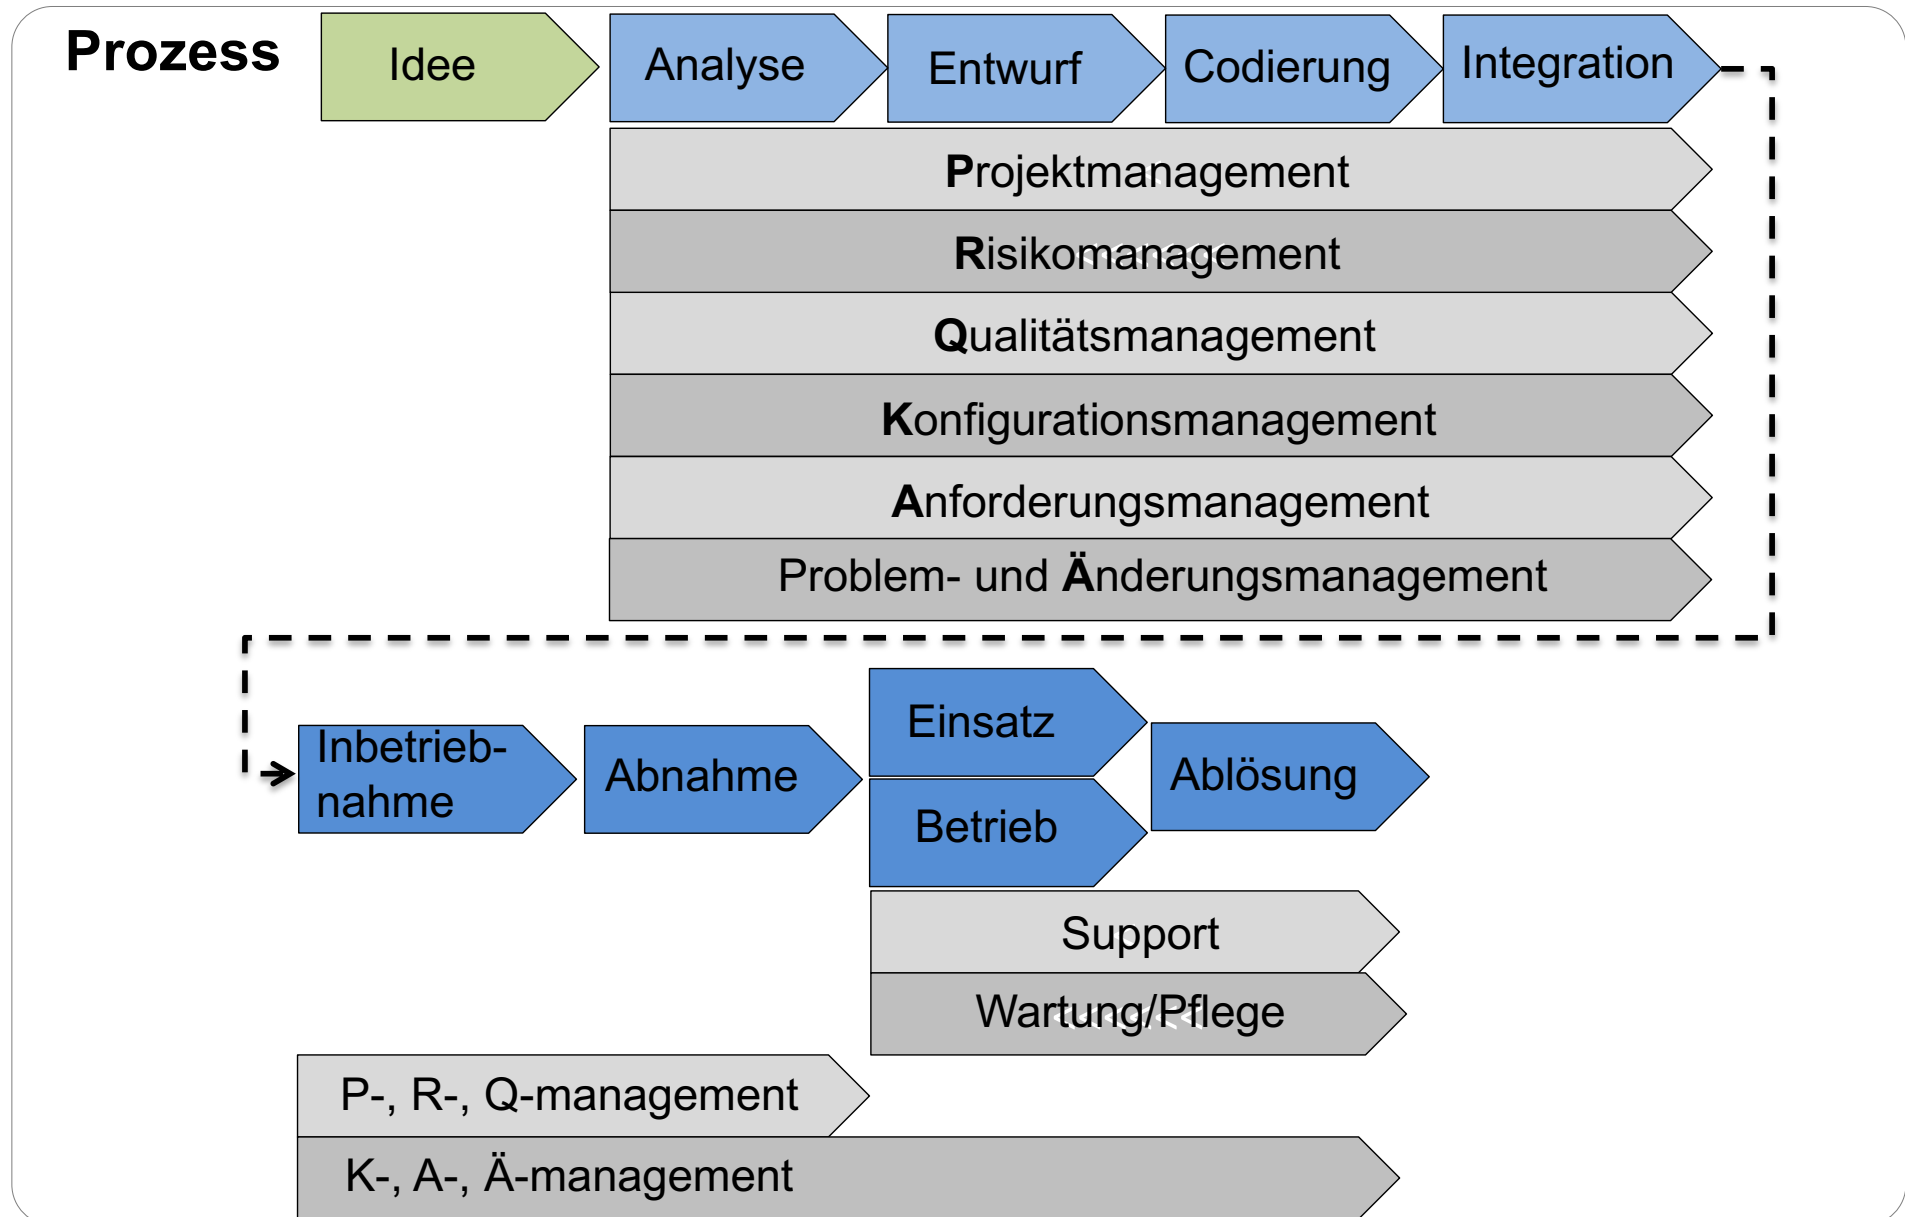 Prozess
Idee
Analyse
Entwurf
Codierung
Integration
Projektmanagement
Risikomanagement
Qualitätsmanagement
Konfigurationsmanagement
Anforderungsmanagement
Problem- und Änderungsmanagement
Inbetrieb-
nahme
Abnahme
Einsatz
Betrieb
Ablösung
Support
Wartung/Pflege
P-, R-, Q-management
K-, A-, Ä-management